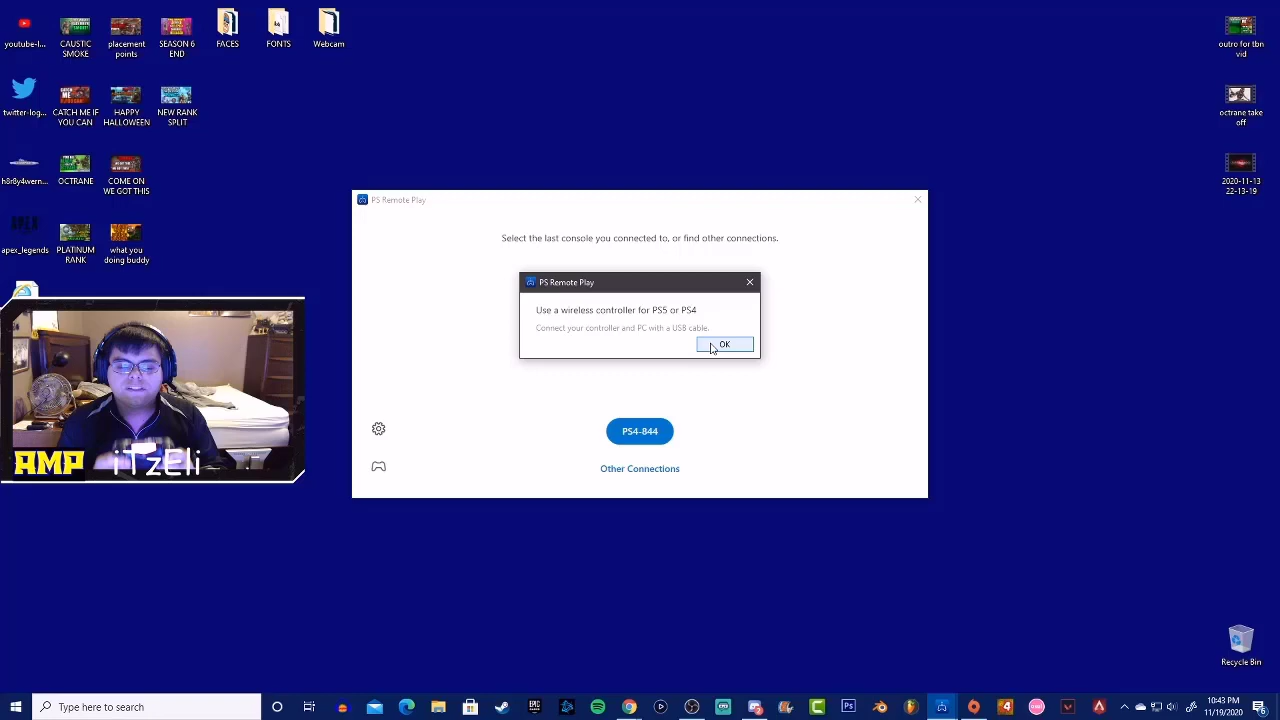 youtube-l...
CAUSTIC
SMOKE
placement
points
SEASON 6
END
FACES
FONTS
Webcam
outro for tbn
vid
twitter-log...
CATCH ME IF
YOU CAN
HAPPY
HALLOWEEN
NEW RANK
SPLIT
octrane take
off
h8r8y4wern...
OCTRANE
COME ON
WE GOT THIS
2020-11-13
22-13-19
apex_legends
PLATINUM
RANK
what you
doing buddy
PS Remote Play
Select the last console you connected to, or find other connections.
PS Remote Play
Use a wireless controller for PS5 or PS4
Connect your controller and PC with a USB cable.
OK
PS4-844
Other Connections
AMP iTzEli
Recycle Bin
Type here to search
10:43 PM
11/19/2020